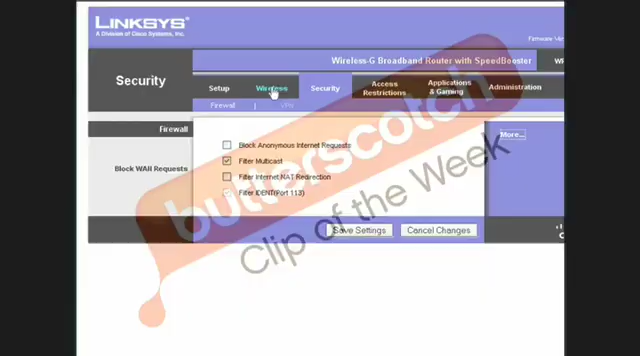 LINKSYS®
A Division of Cisco Systems, Inc.
Wireless-G Broadband Router with SpeedBooster
Security
Setup
Wireless
Security
Access Restrictions
Applications & Gaming
Administration
Firewall
|
VPN
Firewall
Block WAN Requests
Block Anonymous Internet Requests
Filter Multicast
Filter Internet NAT Redirection
Filter IDENT(Port 113)
More...
Save Settings
Cancel Changes
butterscotch
Clip of the Week